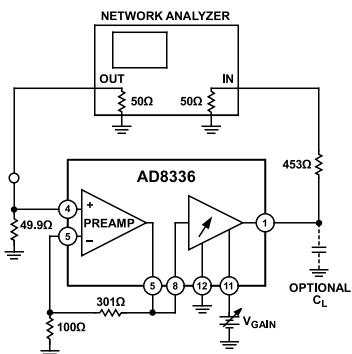 NETWORK ANALYZER
OUT
IN
50Ω
50Ω
453Ω
AD8336
4
+
PREAMP
5
−
1
49.9Ω
OPTIONAL
CL
5
8
12
11
301Ω
100Ω
VGAIN